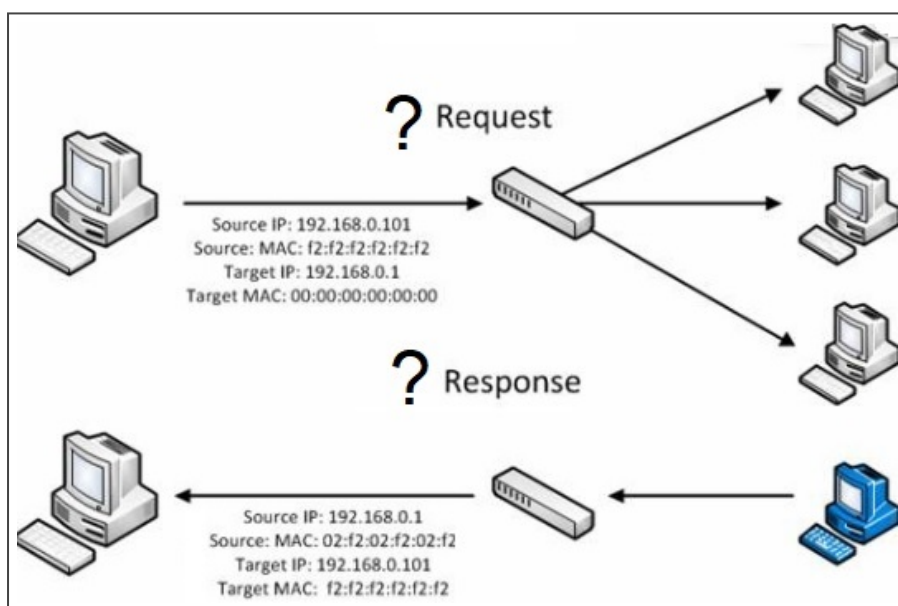 ? Request
Source IP: 192.168.0.101
Source: MAC: f2:f2:f2:f2:f2:f2
Target IP: 192.168.0.1
Target MAC: 00:00:00:00:00:00
? Response
Source IP: 192.168.0.1
Source: MAC: 02:f2:02:f2:02:f2
Target IP: 192.168.0.101
Target MAC: f2:f2:f2:f2:f2:f2